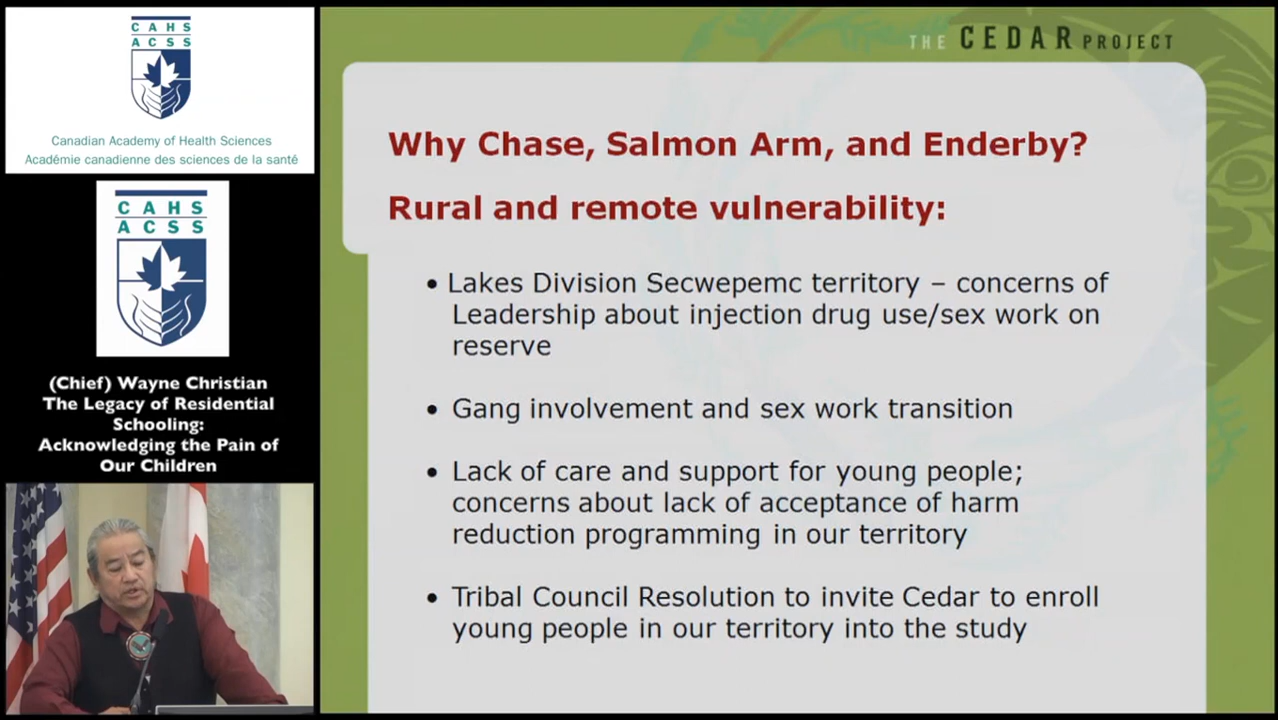 CAHS
ACSS
Canadian Academy of Health Sciences
Académie canadienne des sciences de la santé
CAHS
ACSS
(Chief) Wayne Christian
The Legacy of Residential
Schooling:
Acknowledging the Pain of
Our Children
THE CEDAR PROJECT
Why Chase, Salmon Arm, and Enderby?
Rural and remote vulnerability:
• Lakes Division Secwepemc territory – concerns of
Leadership about injection drug use/sex work on
reserve
• Gang involvement and sex work transition
• Lack of care and support for young people;
concerns about lack of acceptance of harm
reduction programming in our territory
• Tribal Council Resolution to invite Cedar to enroll
young people in our territory into the study